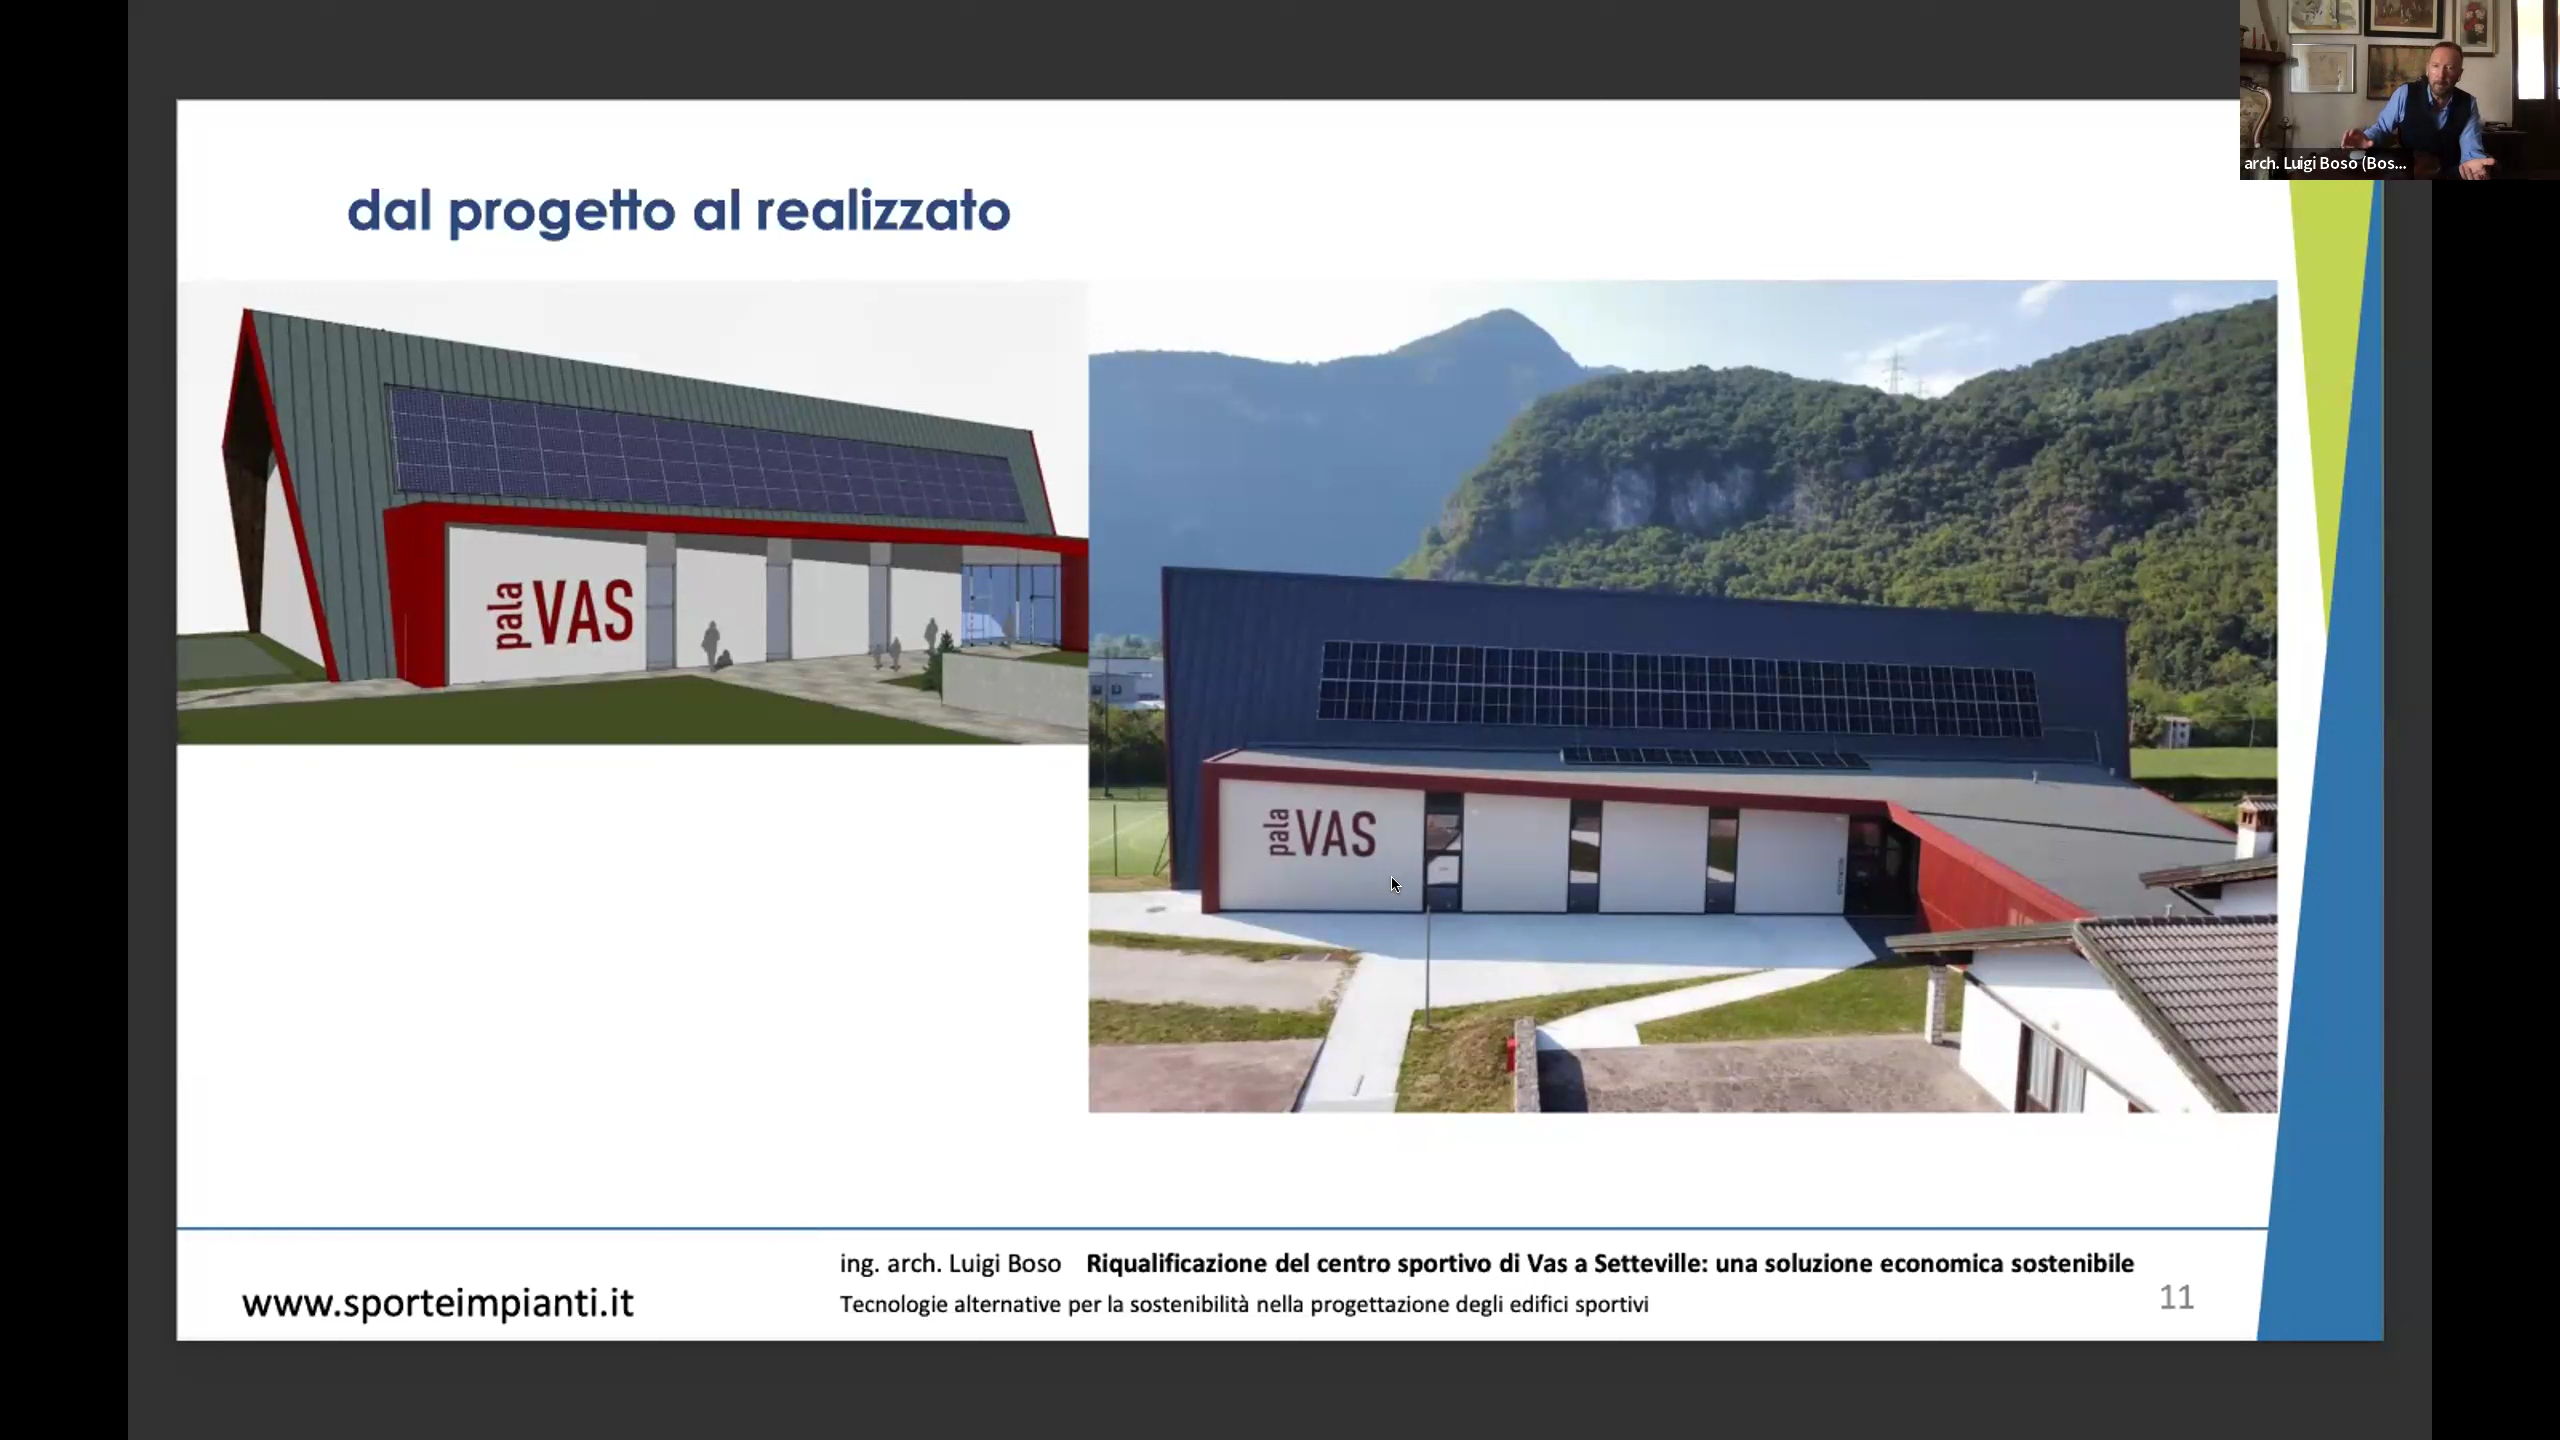 arch. Luigi Boso (Bos...
dal progetto al realizzato
pala
VAS
pala
VAS
ing. arch. Luigi Boso Riqualificazione del centro sportivo di Vas a Setteville: una soluzione economica sostenibile
www.sporteimpianti.it
Tecnologie alternative per la sostenibilità nella progettazione degli edifici sportivi
11